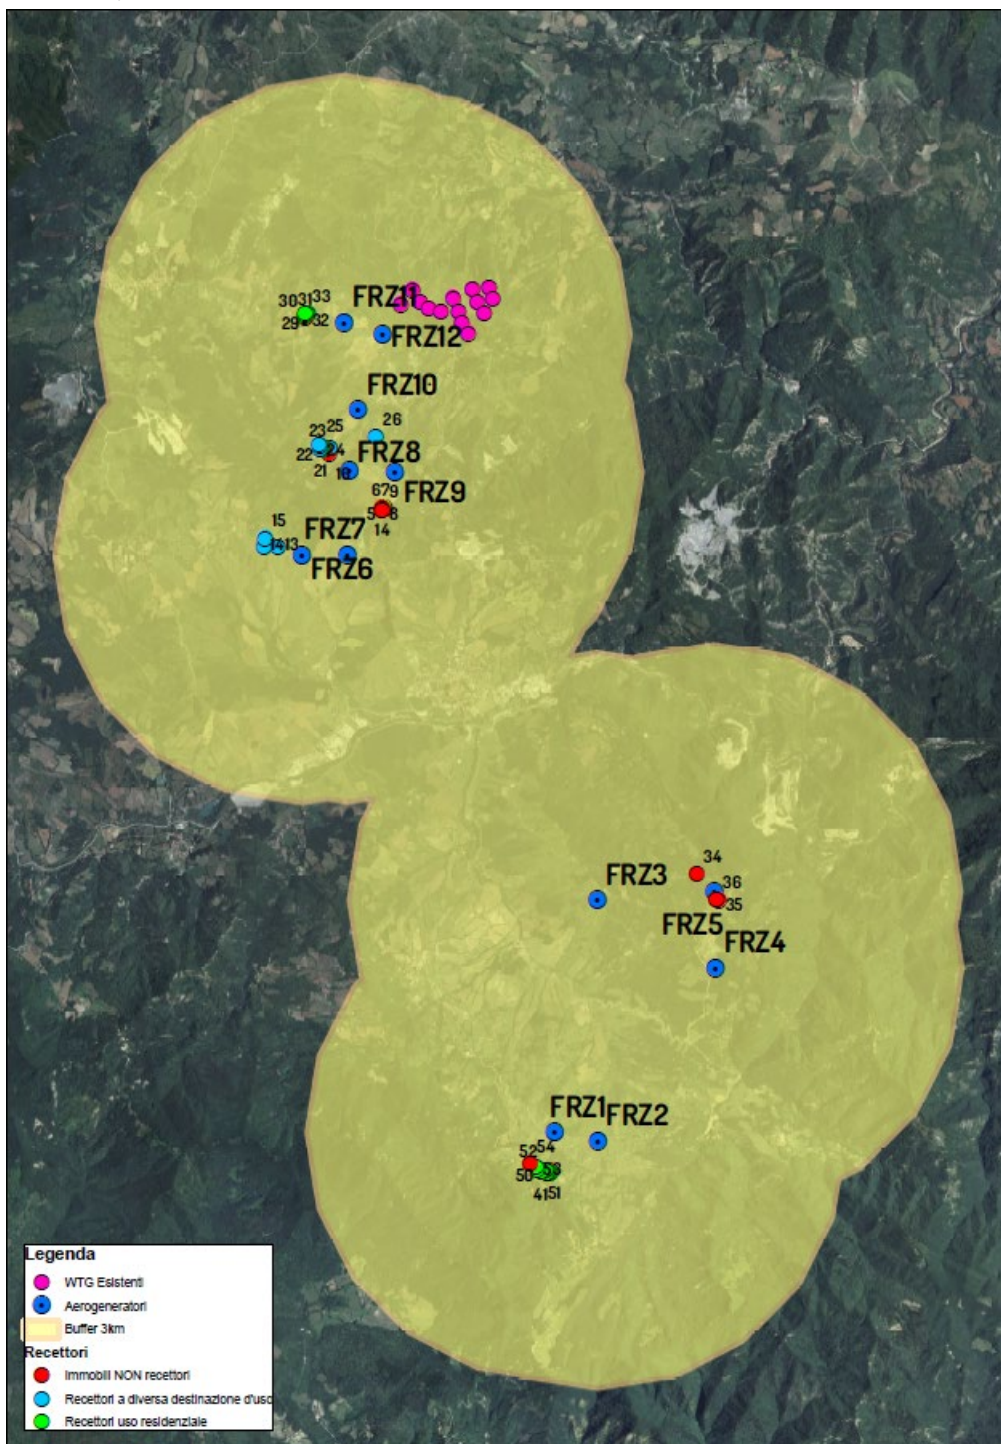 30 31 33
29 32
FRZ11
FRZ12
FRZ10
26
23 25
22 24
21
FRZ8
FRZ9
679
5 8
14
15
13
FRZ7
FRZ6
34
FRZ3
36
35
FRZ5
FRZ4
FRZ1 FRZ2
54
52
50 53
41 51
Legenda
WTG Esistenti
Aerogeneratori
Buffer 3km
Recettori
Immobili NON recettori
Recettori a diversa destinazione d'uso
Recettori uso residenziale